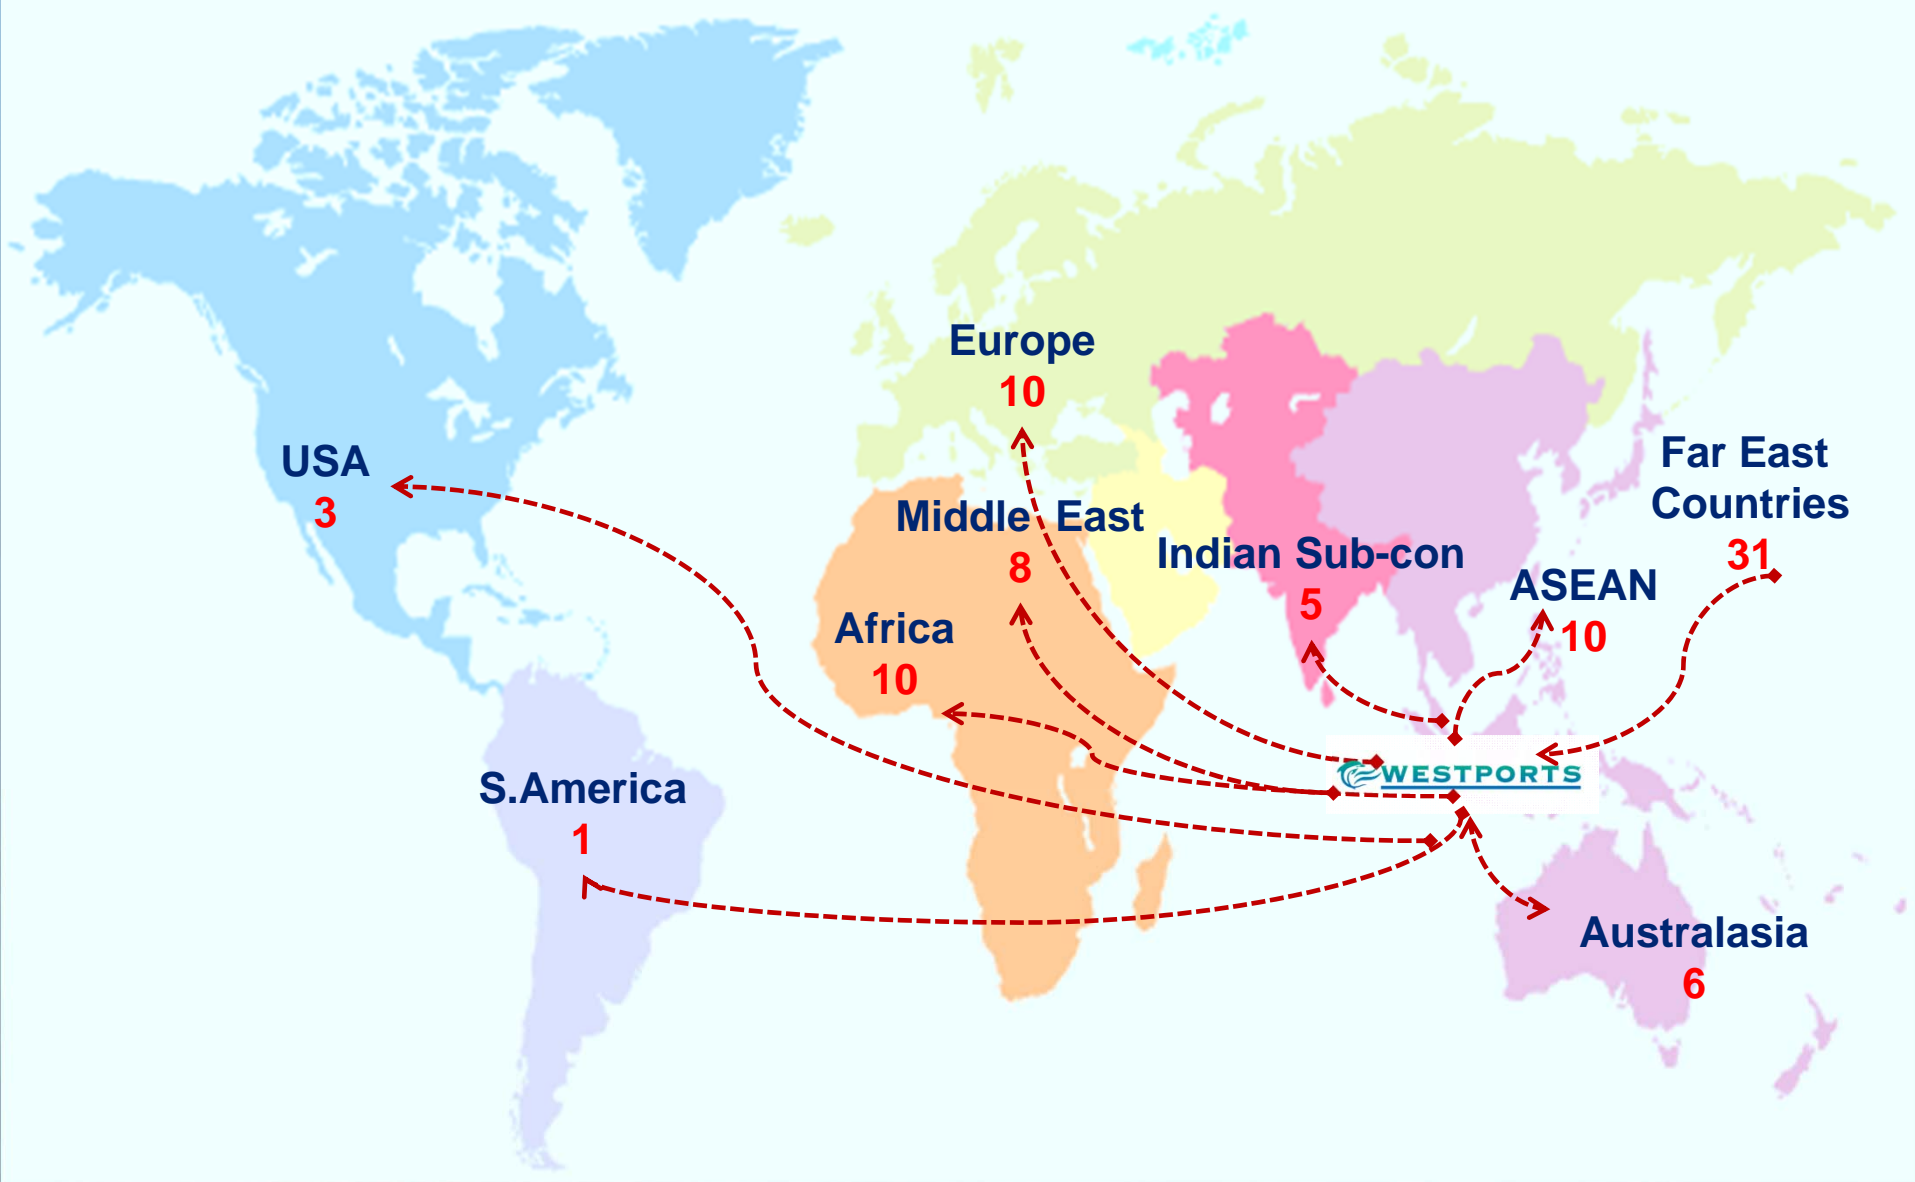 Europe
10
USA
3
Far East
Countries
31
Middle East
8
Indian Sub-con
5
ASEAN
10
Africa
10
WESTPORTS
S.America
1
Australasia
6